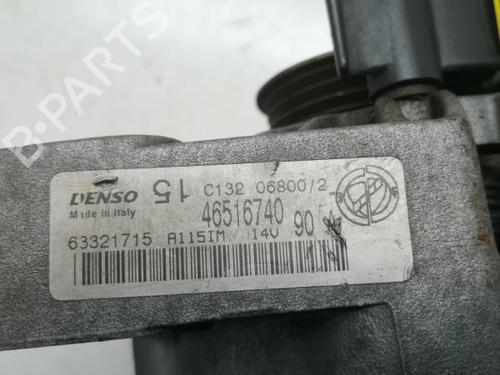 B-PARTS
DENSO 15 C132 06800/2
Made in Italy 46516740 90
63321715 A115IM 14V